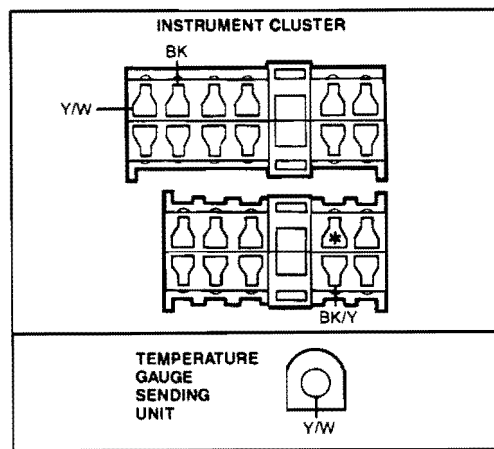 INSTRUMENT CLUSTER
BK
Y/W
*
BK/Y
TEMPERATURE
GAUGE
SENDING
UNIT
Y/W